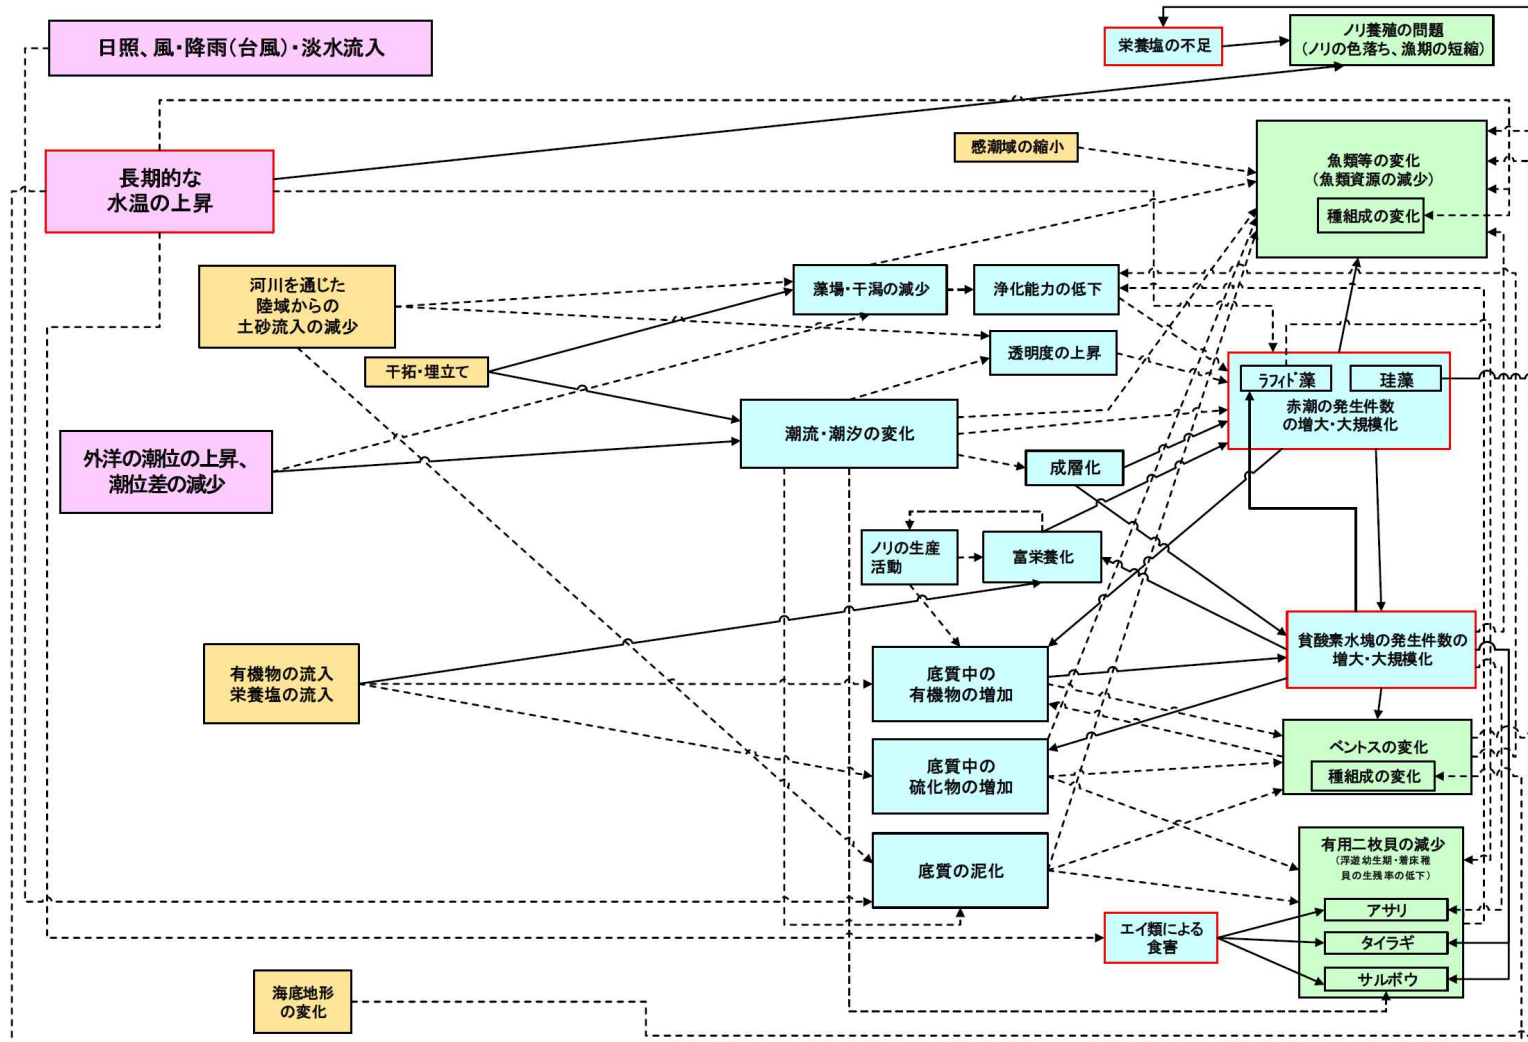 日照、風・降雨(台風)・淡水流入
栄養塩の不足
ノリ養殖の問題
(ノリの色落ち、漁期の短縮)
感潮域の縮小
魚類等の変化
(魚類資源の減少)
種組成の変化
長期的な
水温の上昇
河川を通じた
陸域からの
土砂流入の減少
藻場・干潟の減少
浄化能力の低下
透明度の上昇
干拓・埋立て
ラフィド藻
珪藻
赤潮の発生件数
の増大・大規模化
潮流・潮汐の変化
外洋の潮位の上昇、
潮位差の減少
成層化
ノリの生産
活動
富栄養化
貧酸素水塊の発生件数の
増大・大規模化
有機物の流入
栄養塩の流入
底質中の
有機物の増加
底質中の
硫化物の増加
ベントスの変化
種組成の変化
底質の泥化
有用二枚貝の減少
(浮遊幼生期・着床稚
貝の生残率の低下)
アサリ
タイラギ
サルボウ
エイ類による
食害
海底地形
の変化